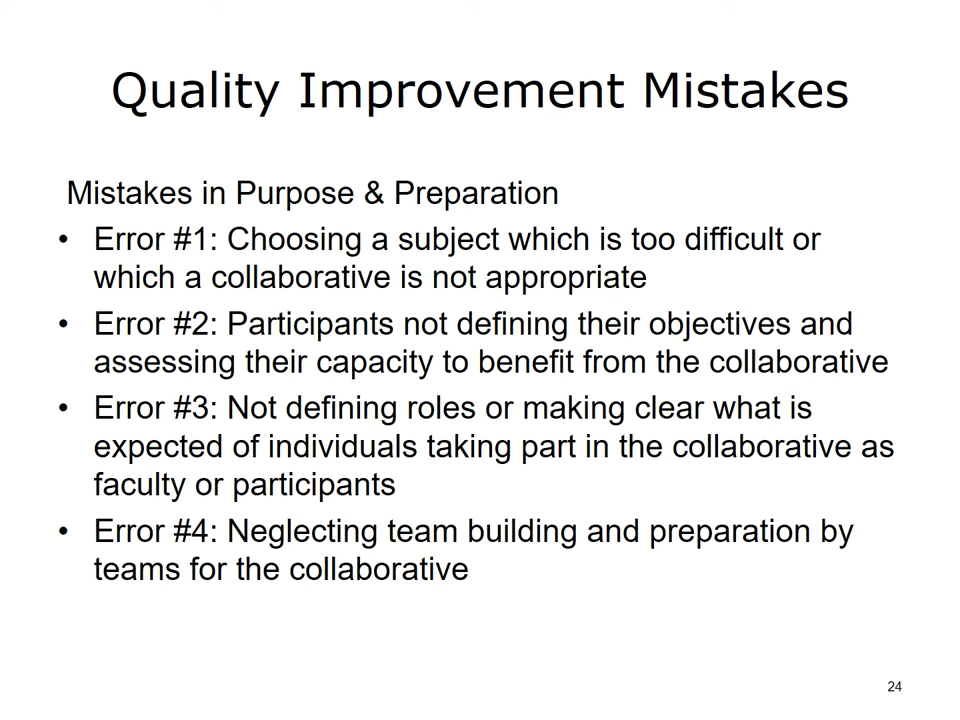 Quality Improvement Mistakes
Mistakes in Purpose & Preparation
• Error #1: Choosing a subject which is too difficult or
which a collaborative is not appropriate
• Error #2: Participants not defining their objectives and
assessing their capacity to benefit from the collaborative
• Error #3: Not defining roles or making clear what is
expected of individuals taking part in the collaborative as
faculty or participants
• Error #4: Neglecting team building and preparation by
teams for the collaborative
24